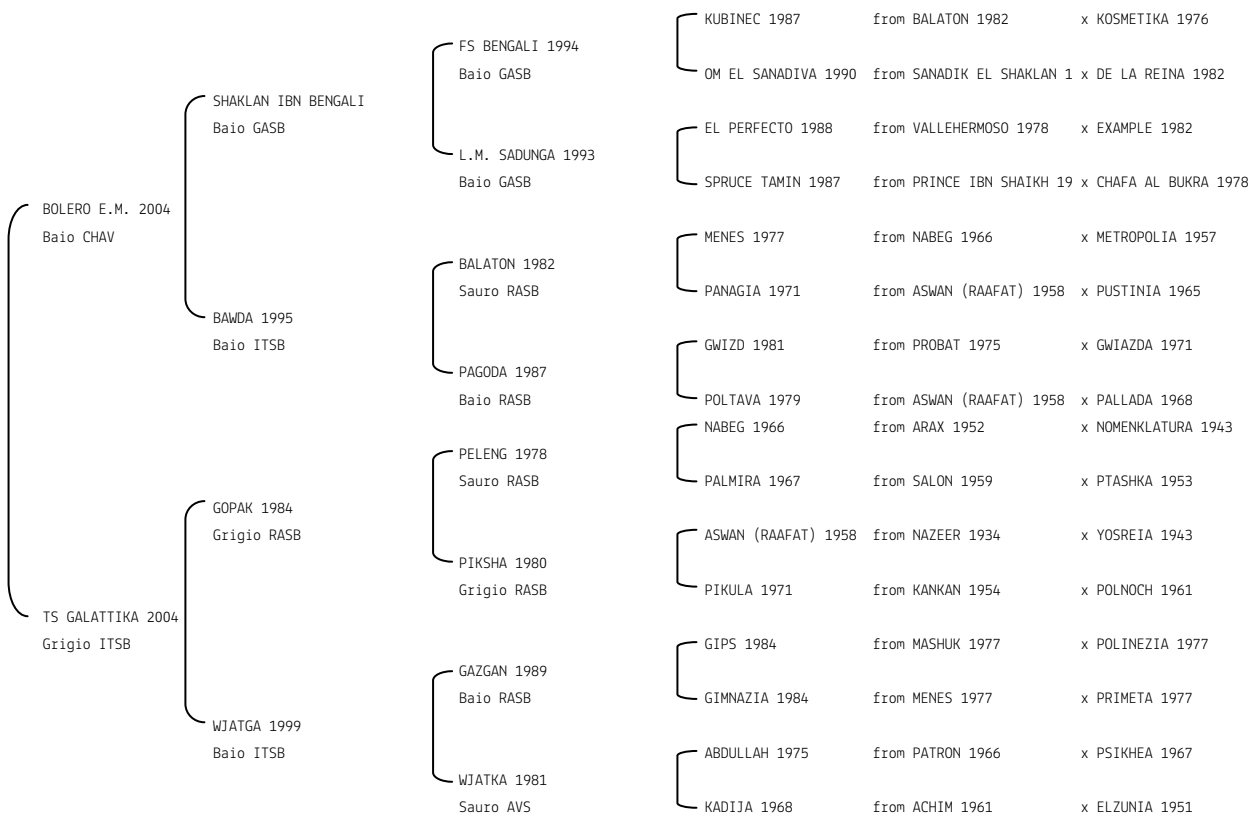 KUBINEC 1987 from BALATON 1982 x KOSMETIKA 1976
FS BENGALI 1994
Baio GASB
OM EL SANADIVA 1990 from SANADIK EL SHAKLAN 1 x DE LA REINA 1982
SHAKLAN IBN BENGALI
Baio GASB
EL PERFECTO 1988 from VALLEHERMOSO 1978 x EXAMPLE 1982
L.M. SADUNGA 1993
Baio GASB
SPRUCE TAMIN 1987 from PRINCE IBN SHAIKH 19 x CHAFA AL BUKRA 1978
BOLERO E.M. 2004
Baio CHAV
MENES 1977 from NABEG 1966 x METROPOLIA 1957
BALATON 1982
Sauro RASB
PANAGIA 1971 from ASWAN (RAAFAT) 1958 x PUSTINIA 1965
BAWDA 1995
Baio ITSB
GWIZD 1981 from PROBAT 1975 x GWIAZDA 1971
PAGODA 1987
Baio RASB
POLTAVA 1979 from ASWAN (RAAFAT) 1958 x PALLADA 1968
NABEG 1966 from ARAX 1952 x NOMENKLATURA 1943
PELENG 1978
Sauro RASB
PALMIRA 1967 from SALON 1959 x PTASHKA 1953
GOPAK 1984
Grigio RASB
ASWAN (RAAFAT) 1958 from NAZEER 1934 x YOSREIA 1943
PIKSHA 1980
Grigio RASB
PIKULA 1971 from KANKAN 1954 x POLNOCH 1961
TS GALATTIKA 2004
Grigio ITSB
GIPS 1984 from MASHUK 1977 x POLINEZIA 1977
GAZGAN 1989
Baio RASB
GIMNAZIA 1984 from MENES 1977 x PRIMETA 1977
WJATGA 1999
Baio ITSB
ABDULLAH 1975 from PATRON 1966 x PSIKHEA 1967
WJATKA 1981
Sauro AVS
KADIJA 1968 from ACHIM 1961 x ELZUNIA 1951